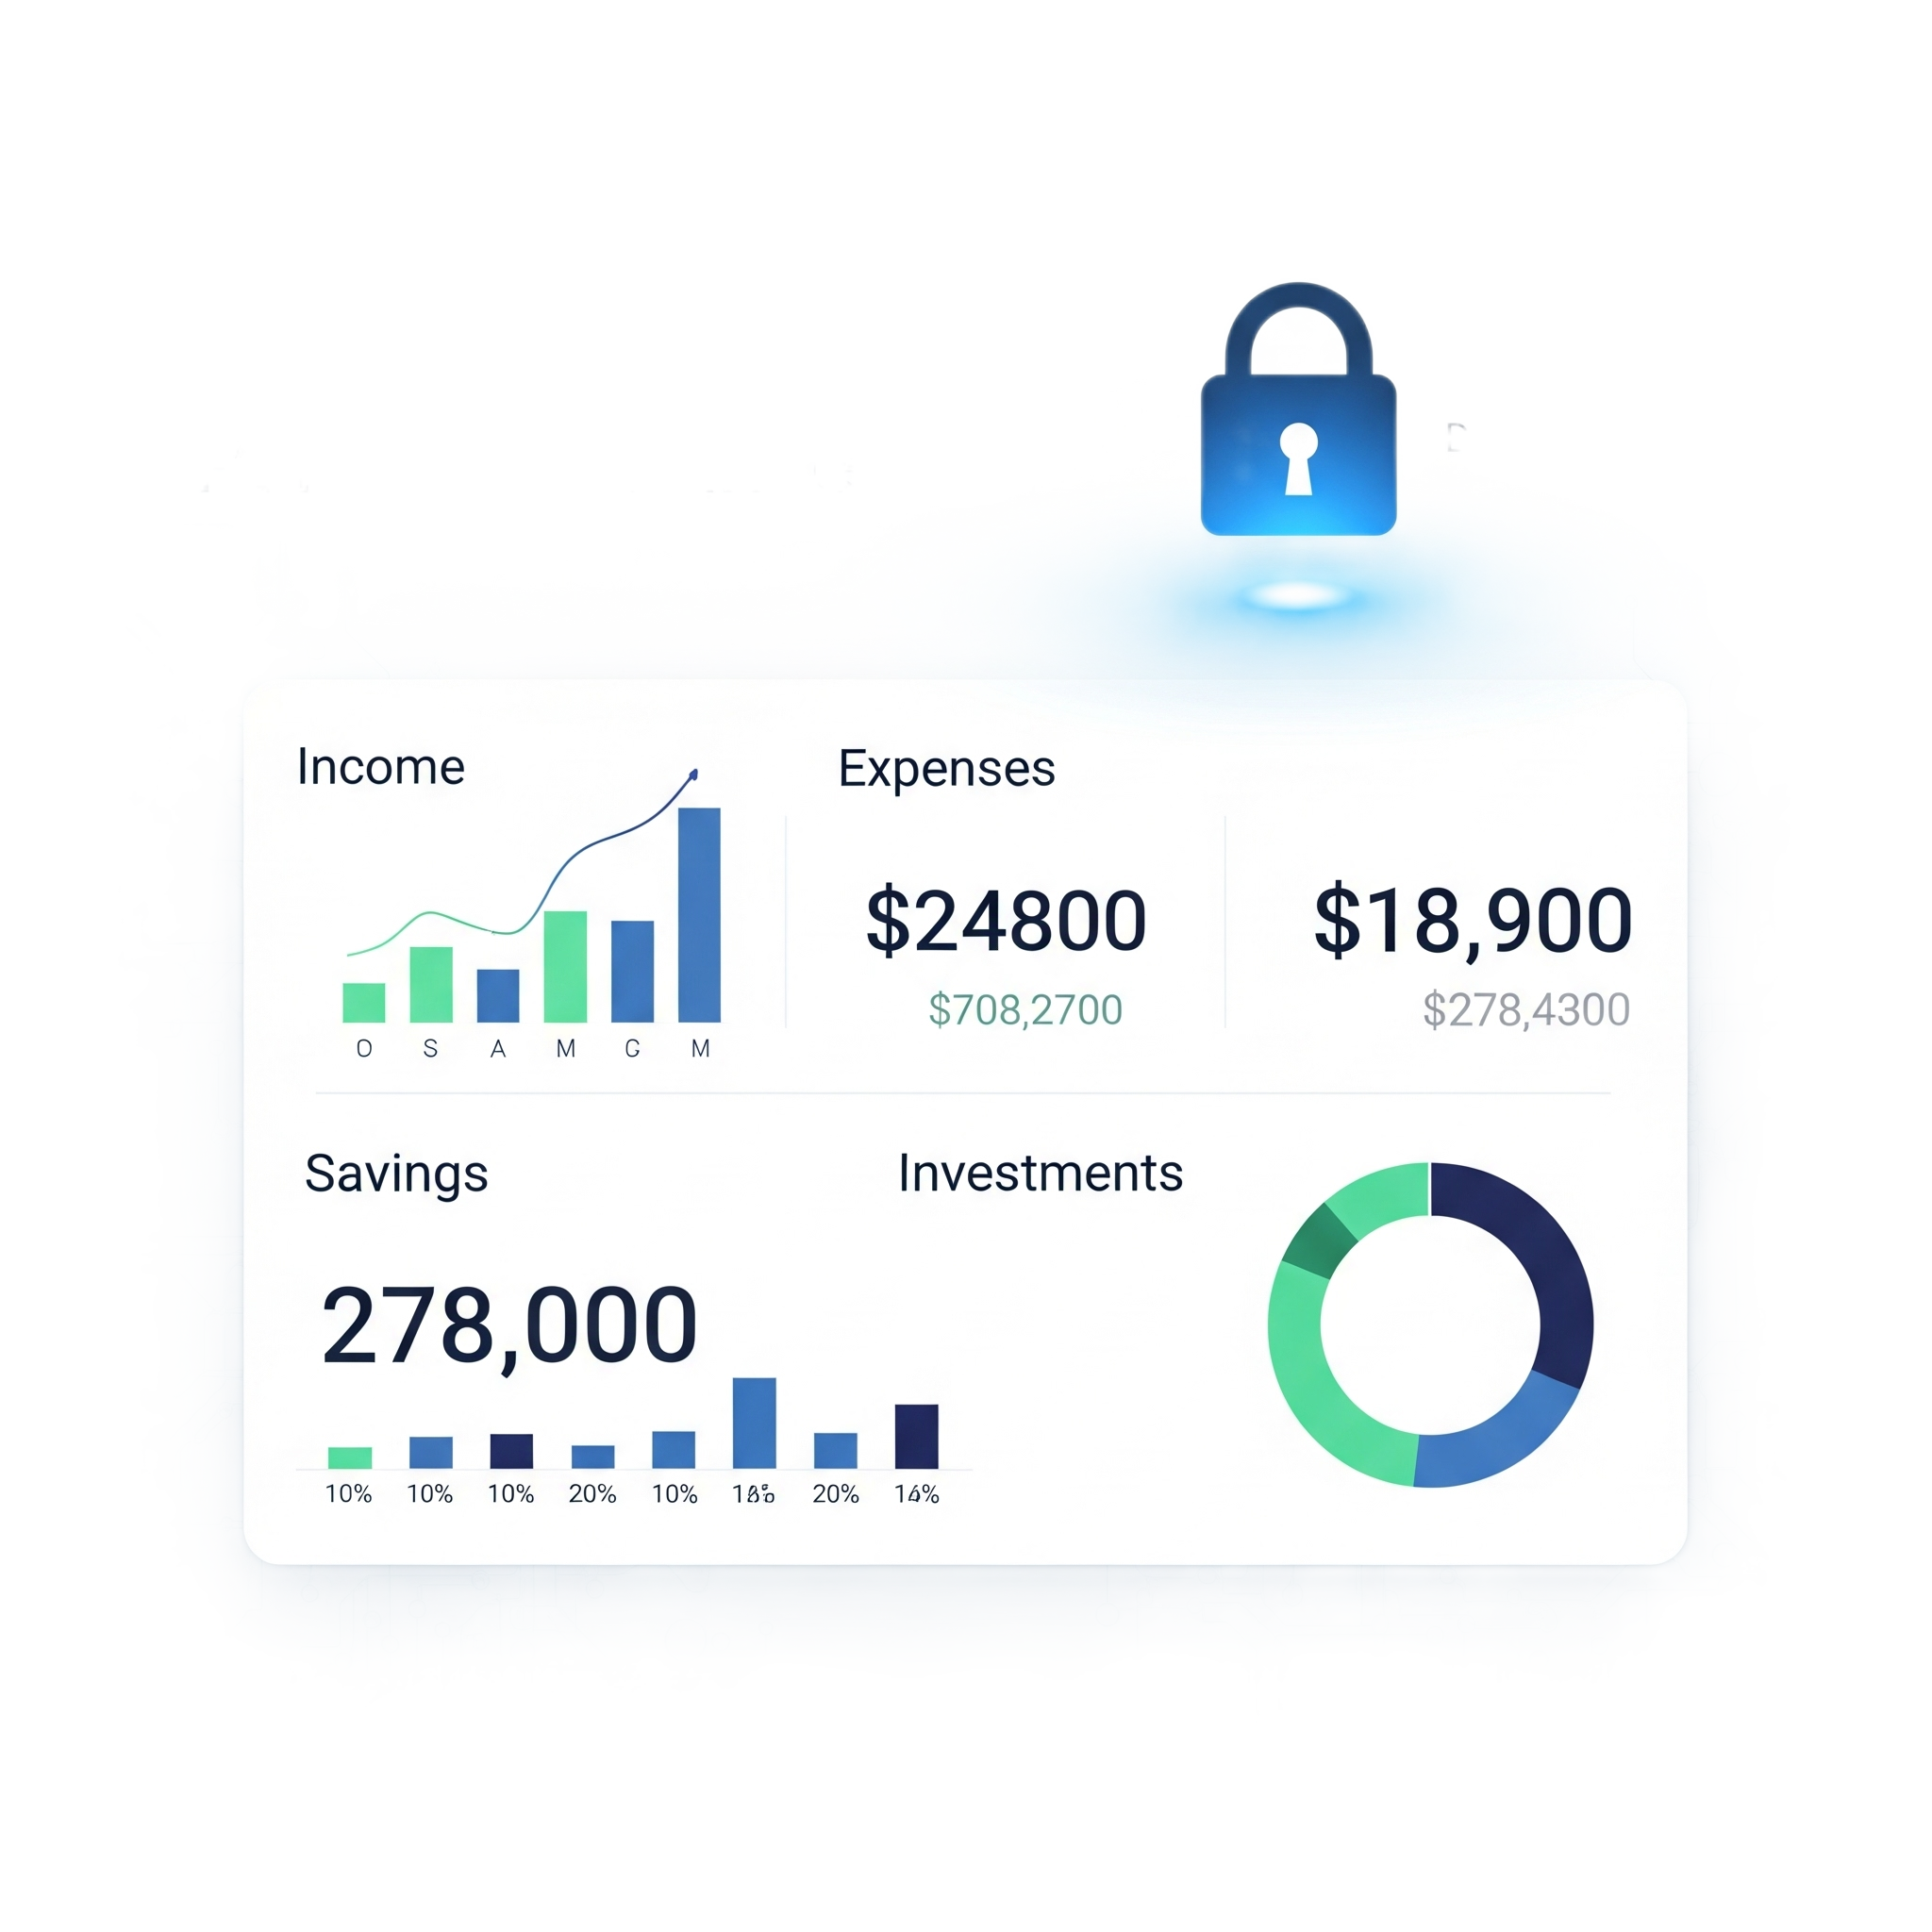 Income
Expenses
$24800
$18,900
$708,2700
$278,4300
O S A M G M
Savings
Investments
278,000
10% 10% 10% 20% 10% 20%